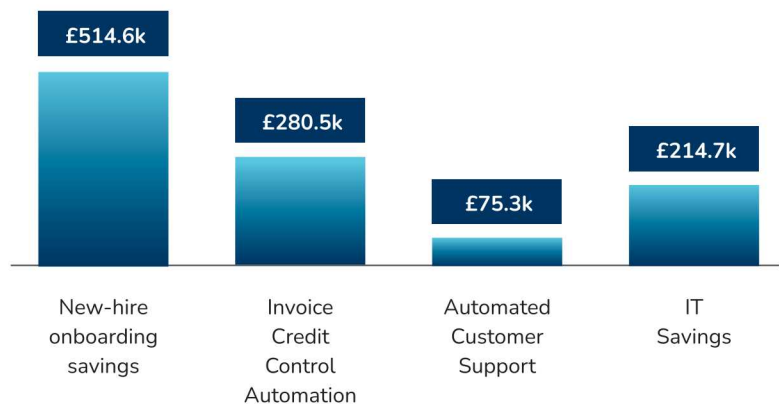 £514.6k
£280.5k
£75.3k
£214.7k
New-hire
onboarding
savings
Invoice
Credit
Control
Automation
Automated
Customer
Support
IT
Savings